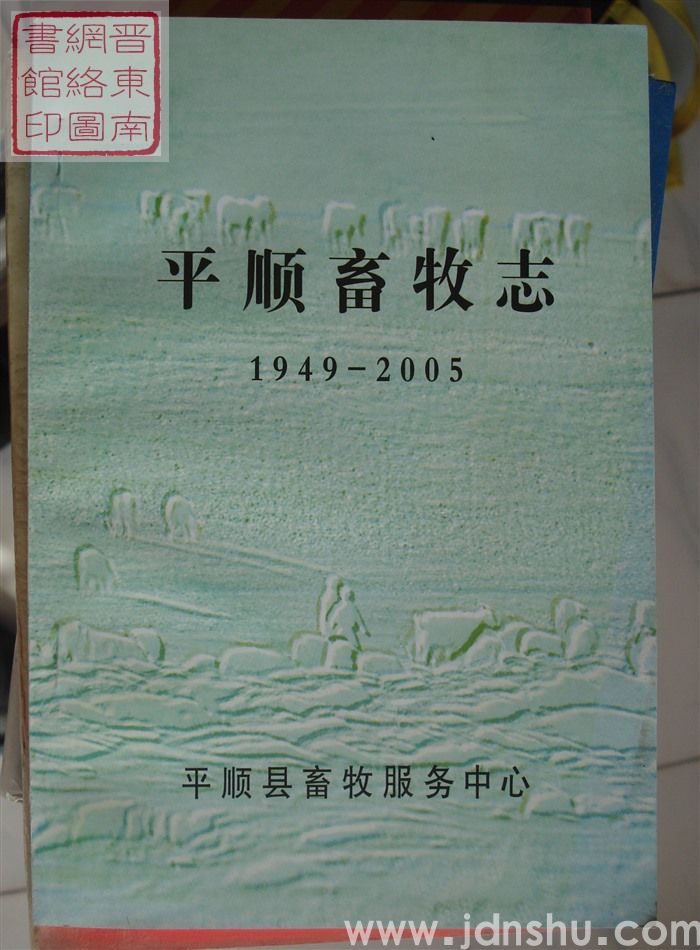 晋東南
網絡圖
書館印
平顺畜牧志
1949-2005
平顺县畜牧服务中心
www.jdnshu.com